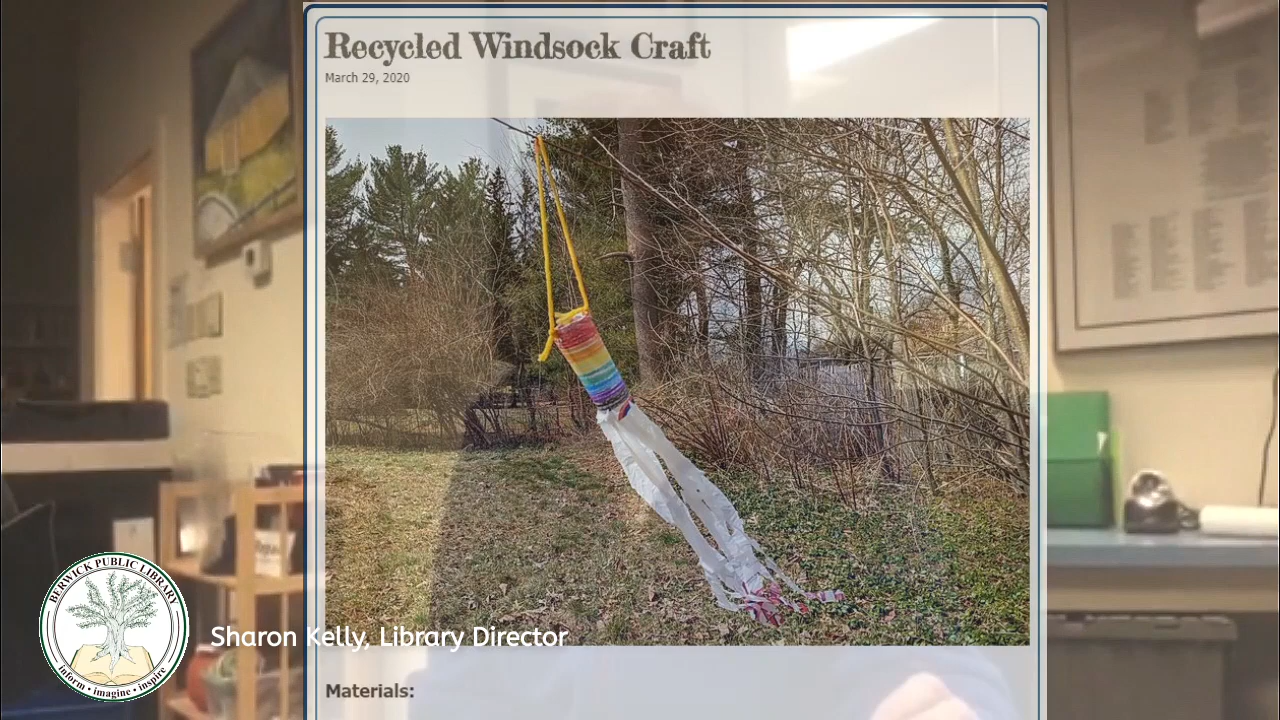 Recycled Windsock Craft
March 29, 2020
BERWICK PUBLIC LIBRARY
inform • imagine • inspire
Sharon Kelly, Library Director
Materials: